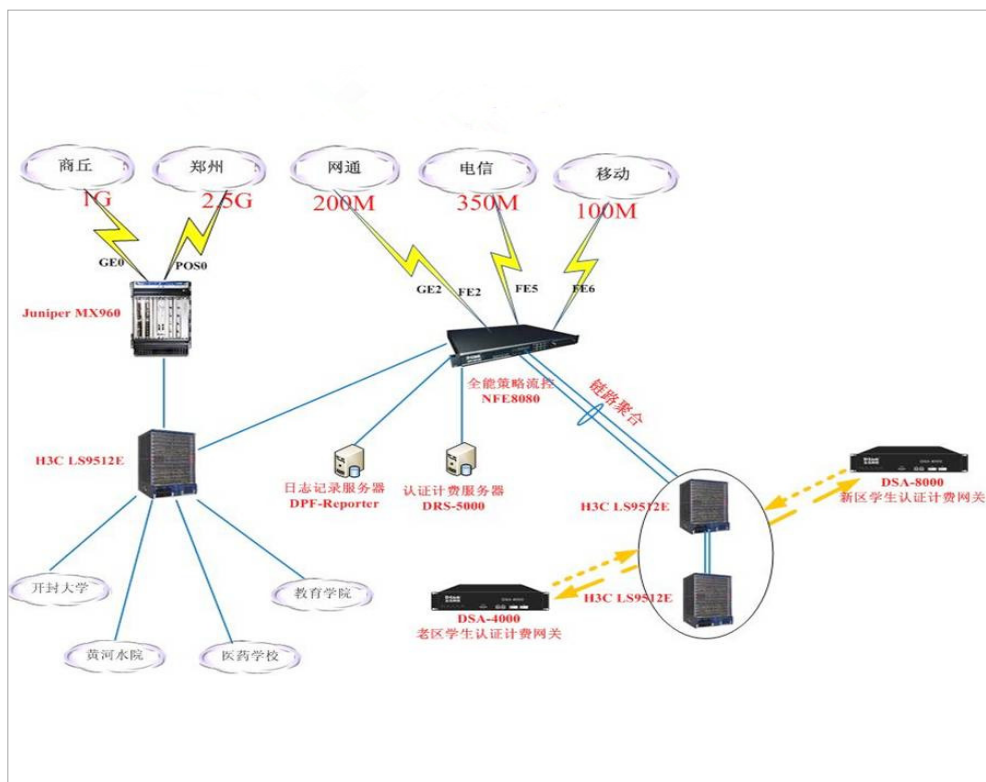 商丘
郑州
网通
电信
移动
1G
2.5G
200M
350M
100M
GE0
POS0
GE2
FE2
FE5
FE6
Juniper MX960
全能策略流控
NFE8080
链路聚合
H3C LS9512E
日志记录服务器
DPF-Reporter
认证计费服务器
DRS-5000
H3C LS9512E
DSA-8000
新区学生认证计费网关
H3C LS9512E
DSA-4000
老区学生认证计费网关
开封大学
教育学院
黄河水院
医药学校